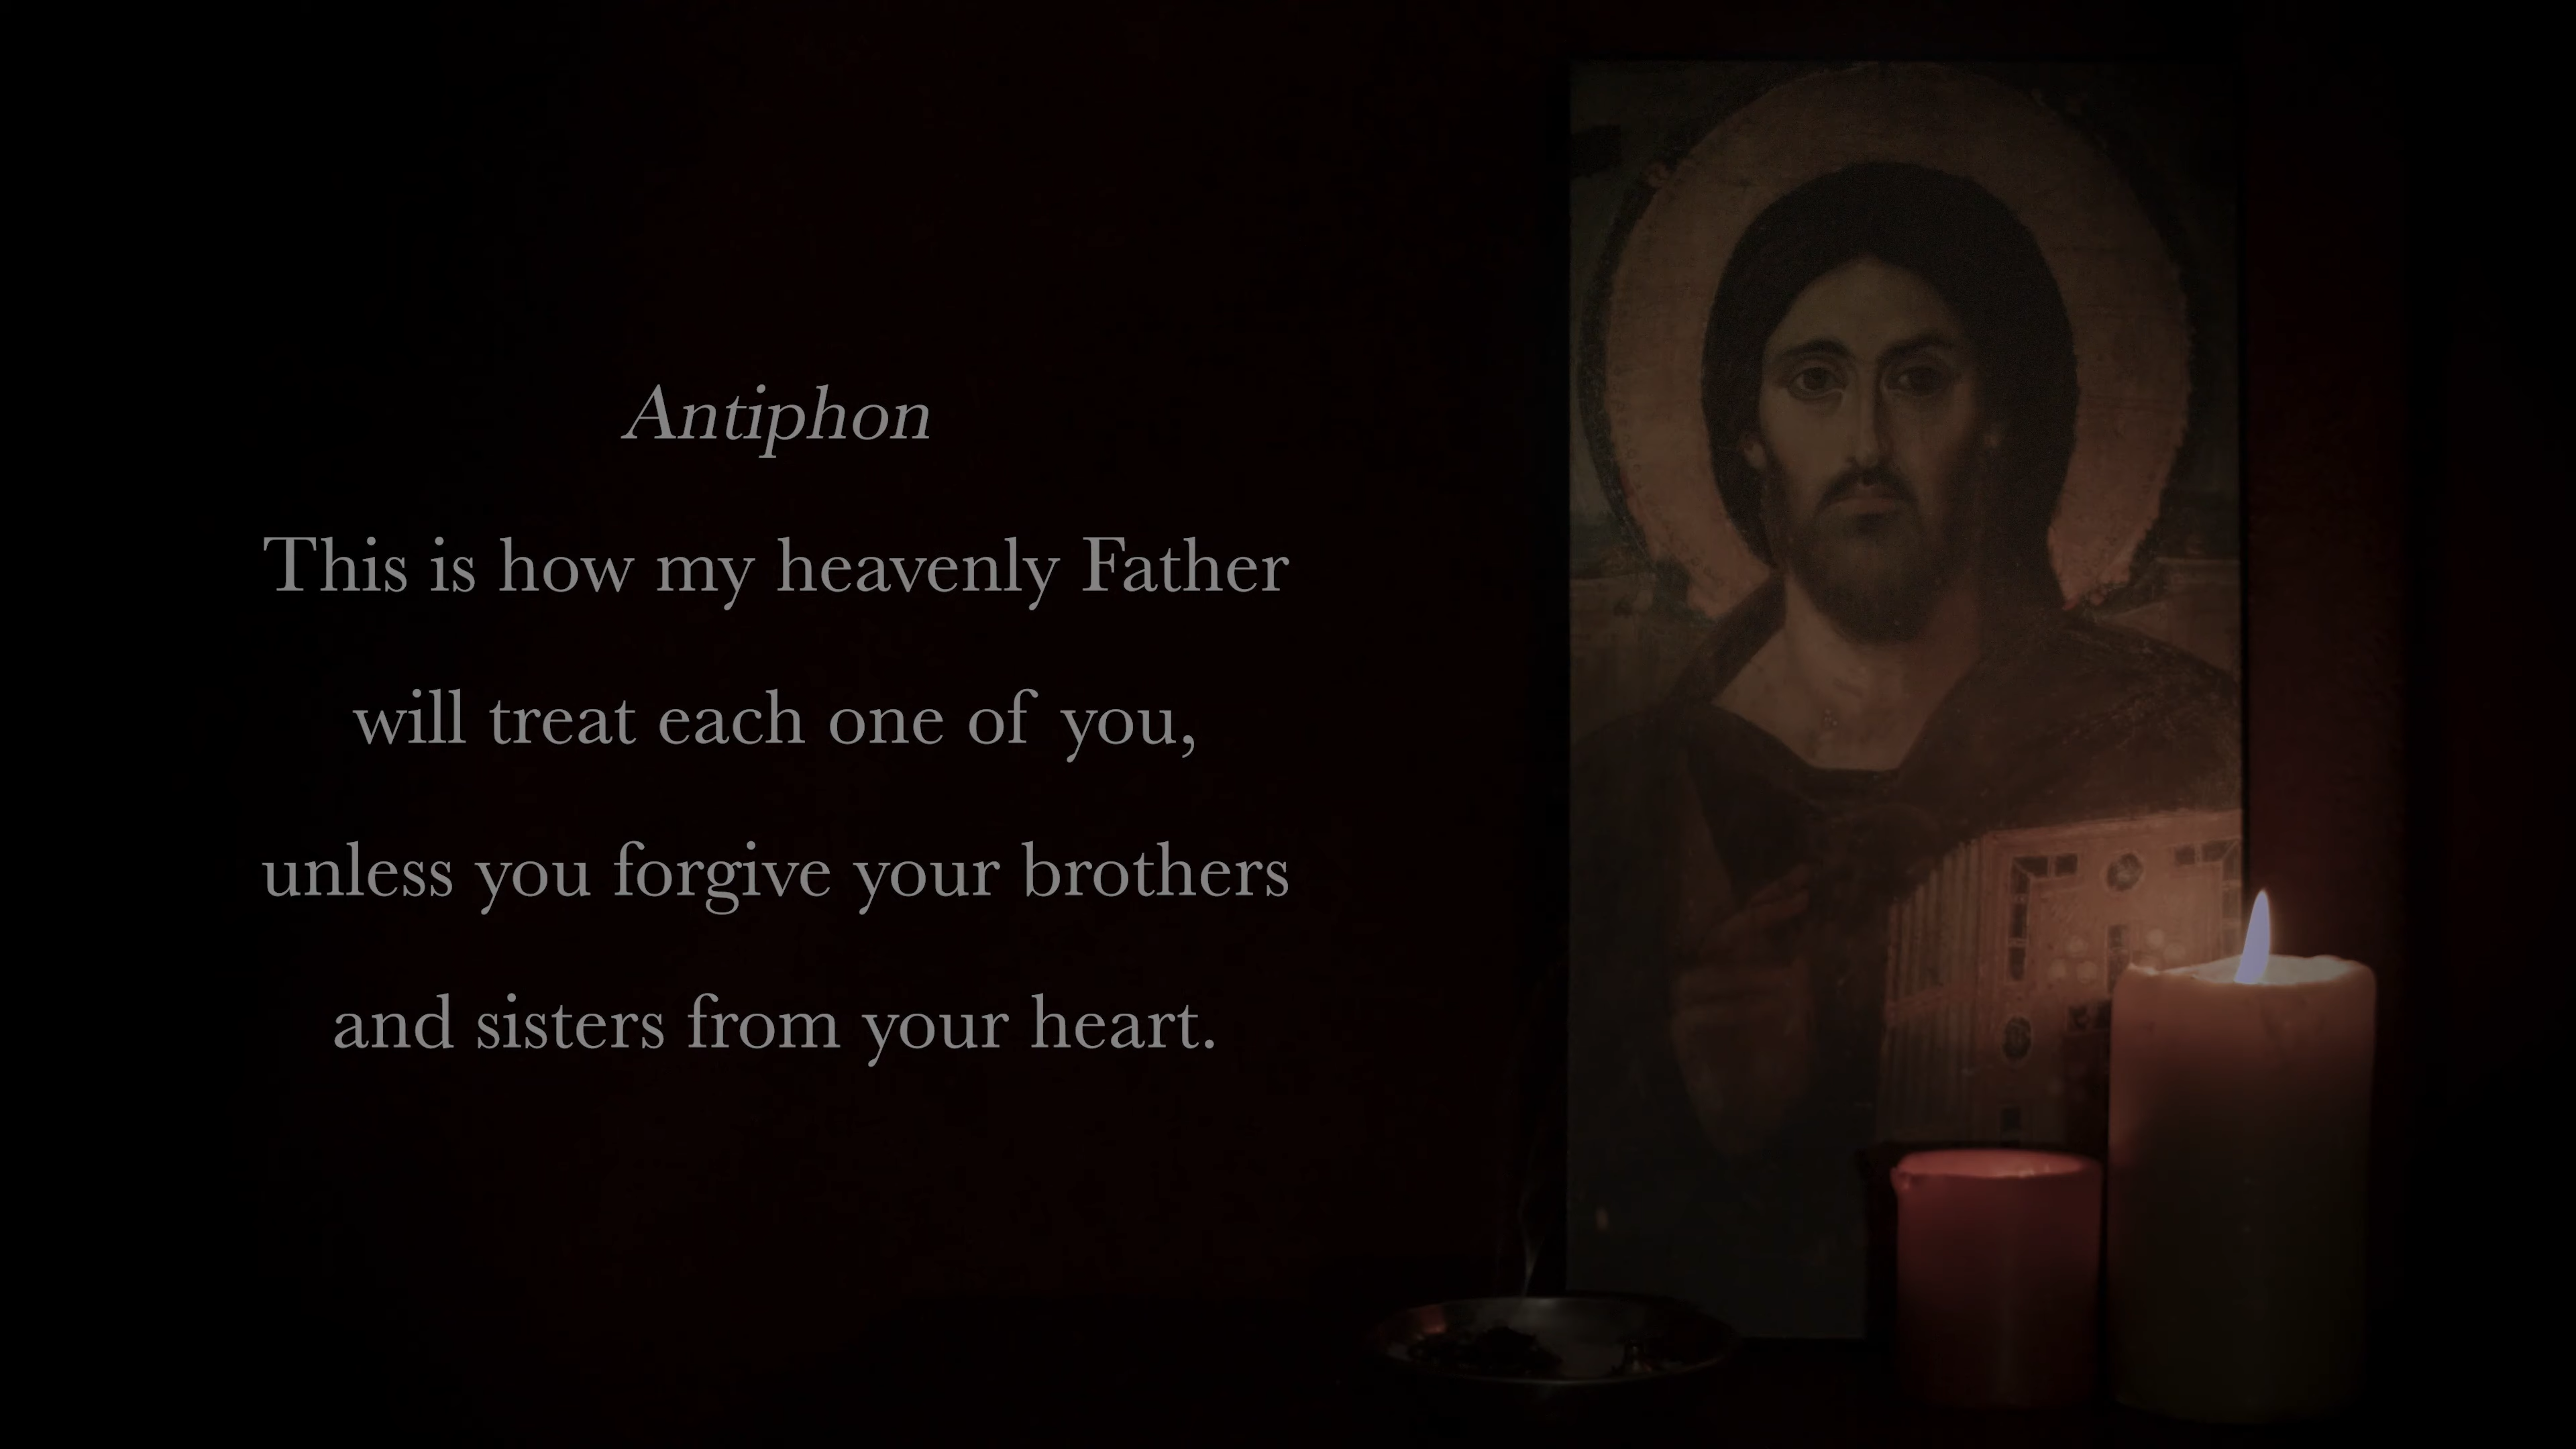 Antiphon
This is how my heavenly Father
will treat each one of you,
unless you forgive your brothers
and sisters from your heart.